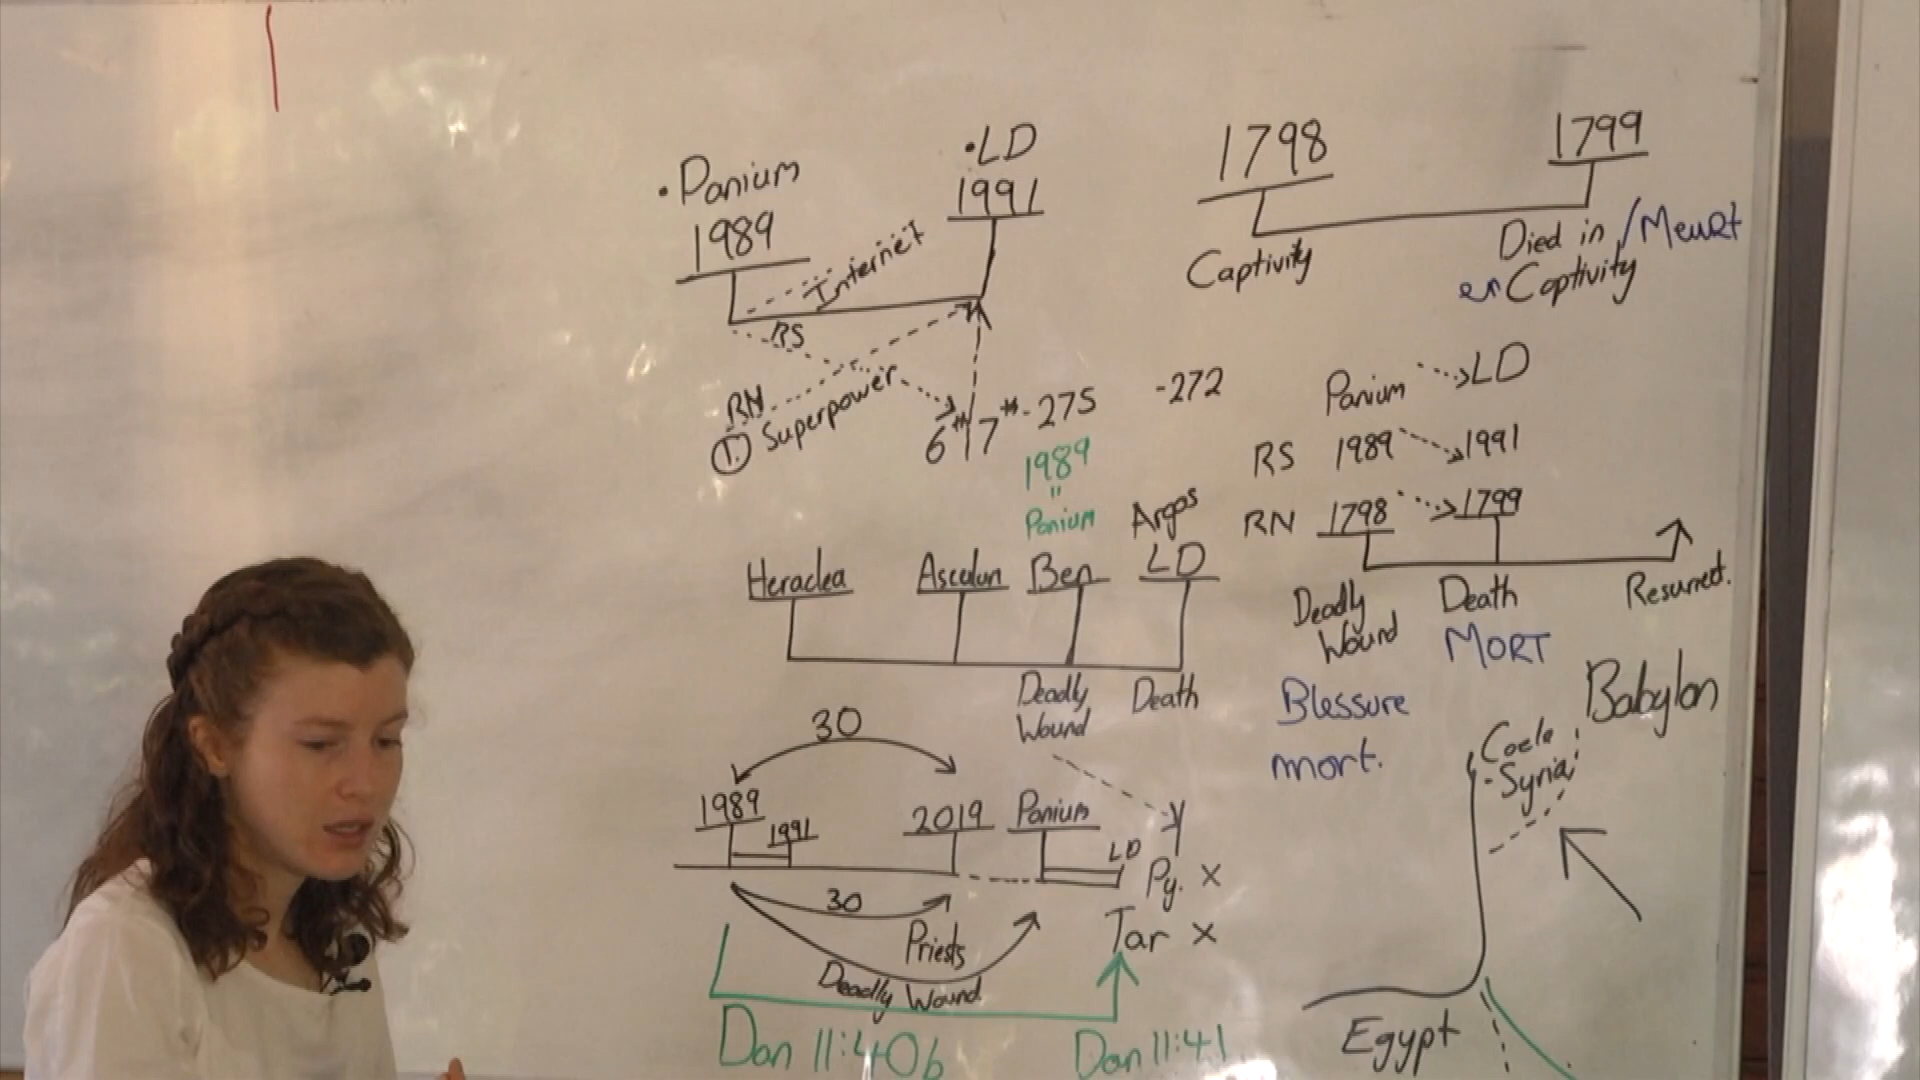 •Panium
1989
•LD
1991
Internet
RS
RN
1. Superpower
6th/7th
-275
-272
1989
"
Panium
1798
1799
Captivity
Died in /Meurt
en Captivity
Panium LD
RS 1989 1991
RN 1798 1799
Deadly Wound
Death
MORT
Resurrect.
Blessure
mort.
Heraclea
Ascalun
Ben
Argos
LD
Deadly
Wound
Death
30
1989
1991
2019
Panium
LD
Py. x
Tar x
30
Priests
Deadly Wound
Dan 11:40b
Dan 11:41
Babylon
Coele
-Syria
Egypt